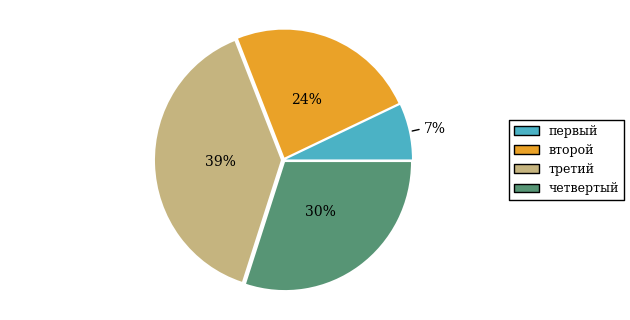 24%
7%
39%
30%
первый
второй
третий
четвертый